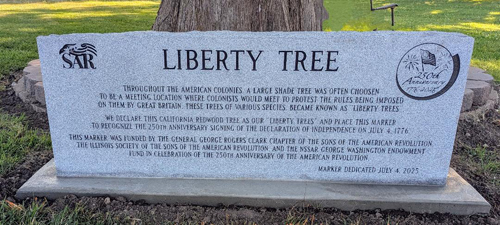 SAR
LIBERTY TREE
250th
Anniversary
1776-2026
THROUGHOUT THE AMERICAN COLONIES, A LARGE SHADE TREE WAS OFTEN CHOOSEN
TO BE A MEETING LOCATION WHERE COLONISTS WOULD MEET TO PROTEST THE RULES BEING IMPOSED
ON THEM BY GREAT BRITAIN. THESE TREES OF VARIOUS SPECIES, BECAME KNOWN AS "LIBERTY TREES."
WE DECLARE THIS CALIFORNIA REDWOOD TREE AS OUR "LIBERTY TREES" AND PLACE THIS MARKER
TO RECOGNIZE THE 250TH ANNIVERSARY SIGNING OF THE DECLARATION OF INDEPENDENCE ON JULY 4, 1776.
THIS MARKER WAS FUNDED BY THE GENERAL GEORGE ROGERS CLARK CHAPTER OF THE SONS OF THE AMERICAN REVOLUTION,
THE ILLINOIS SOCIETY OF THE SONS OF THE AMERICAN REVOLUTION, AND THE NSSAR GEORGE WASHINGTON ENDOWMENT
FUND IN CELEBRATION OF THE 250TH ANNIVERSARY OF THE AMERICAN REVOLUTION.
MARKER DEDICATED JULY 4, 2025